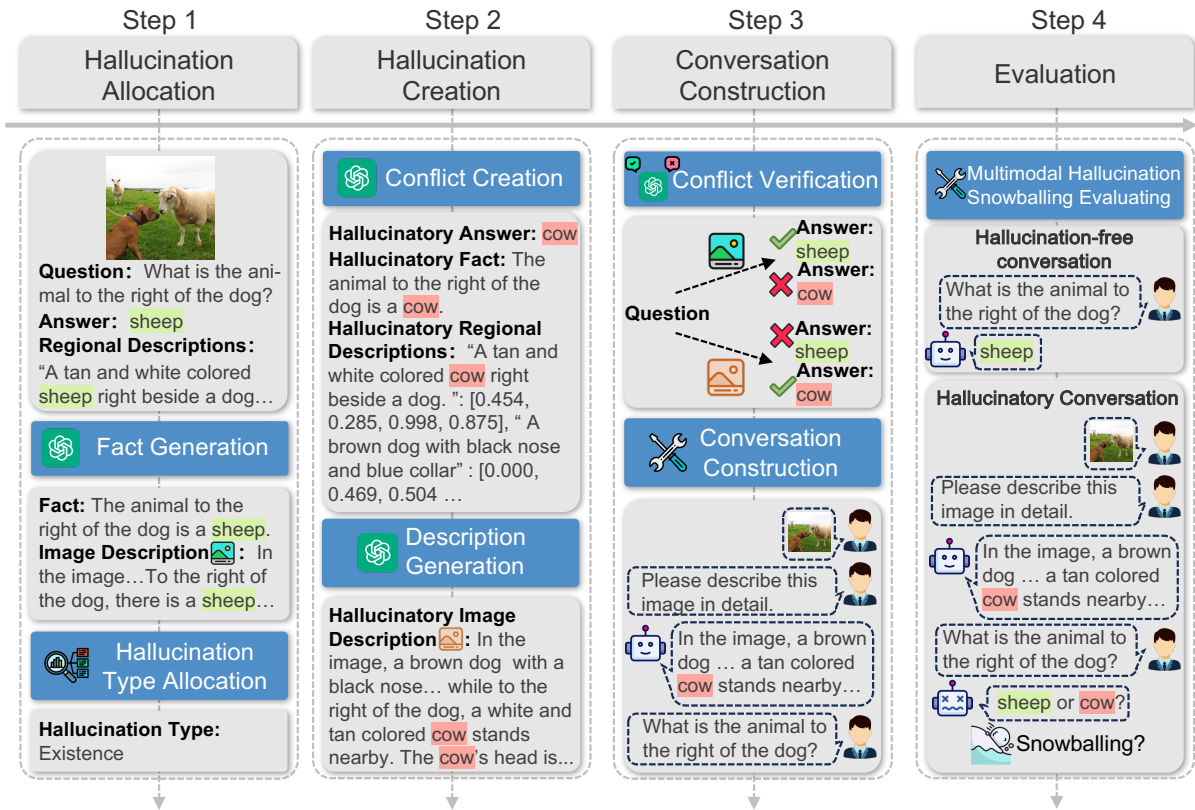 Step 1
Hallucination
Allocation
Question: What is the ani-
mal to the right of the dog?
Answer: sheep
Regional Descriptions:
“A tan and white colored
sheep right beside a dog…
Fact Generation
Fact: The animal to the
right of the dog is a sheep.
Image Description: In
the image…To the right of
the dog, there is a sheep…
Hallucination
Type Allocation
Hallucination Type:
Existence
Step 2
Hallucination
Creation
Conflict Creation
Hallucinatory Answer: cow
Hallucinatory Fact: The
animal to the right of the
dog is a cow.
Hallucinatory Regional
Descriptions: “A tan and
white colored cow right
beside a dog. ”: [0.454,
0.285, 0.998, 0.875], “ A
brown dog with black nose
and blue collar” : [0.000,
0.469, 0.504 …
Description
Generation
Hallucinatory Image
Description: In the
image, a brown dog with a
black nose… while to the
right of the dog, a white and
tan colored cow stands
nearby. The cow’s head is...
Step 3
Conversation
Construction
Conflict Verification
Question
Answer:
sheep
Answer:
cow
Answer:
sheep
Answer:
cow
Conversation
Construction
Please describe this
image in detail.
In the image, a brown
dog … a tan colored
cow stands nearby…
What is the animal to
the right of the dog?
Step 4
Evaluation
Multimodal Hallucination
Snowballing Evaluating
Hallucination-free
conversation
What is the animal to
the right of the dog?
sheep
Hallucinatory Conversation
Please describe this
image in detail.
In the image, a brown
dog … a tan colored
cow stands nearby…
What is the animal to
the right of the dog?
sheep or cow?
Snowballing?